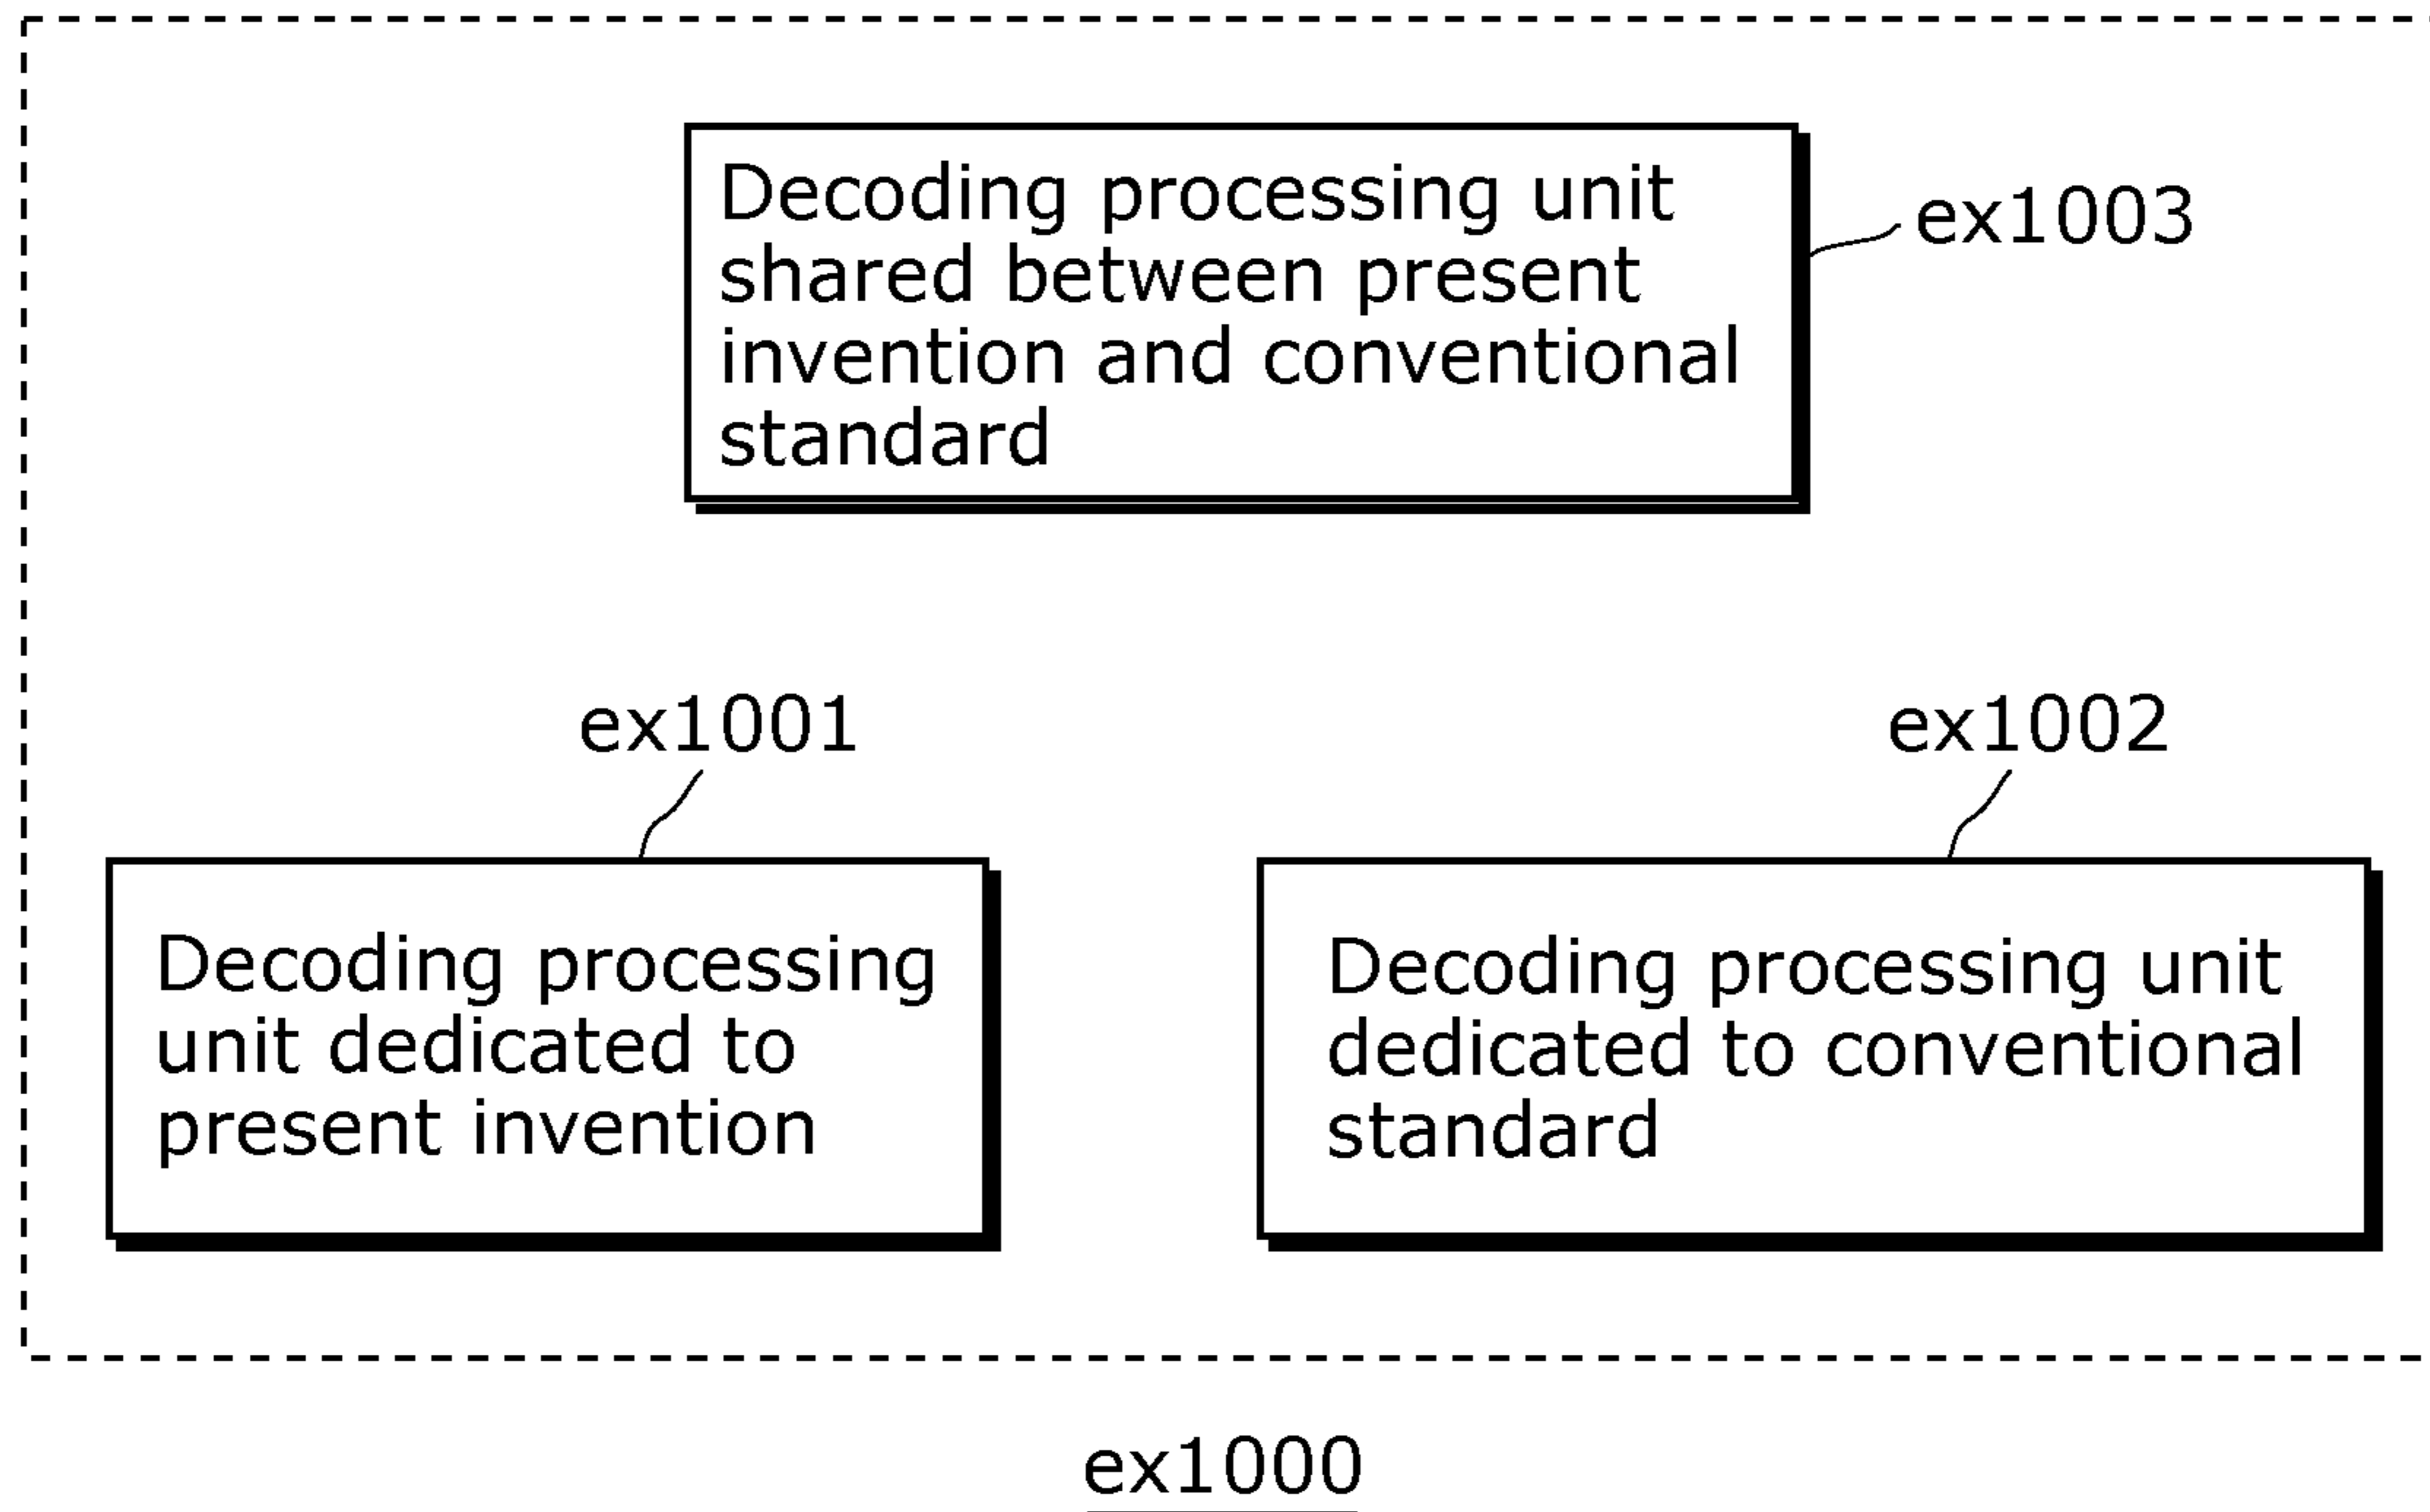 Decoding processing unit
shared between present
invention and conventional
standard
ex1003
ex1001
ex1002
Decoding processing
unit dedicated to
present invention
Decoding processing unit
dedicated to conventional
standard
ex1000